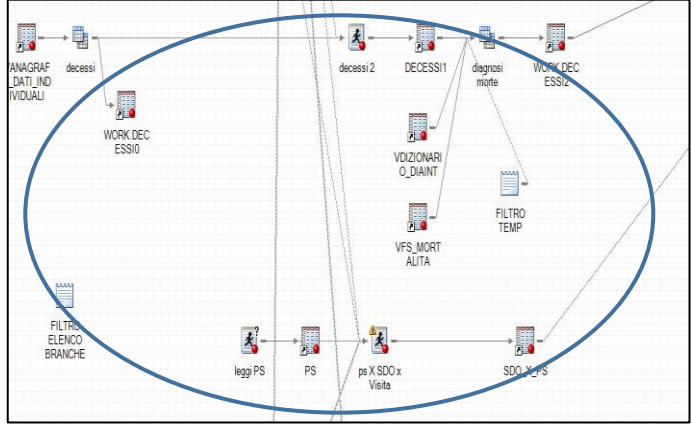 VANAGRAF
_DATI_IND
IVIDUALI
decessi
decessi 2
DECESSI1
diagnosi
morte
WORK.DEC
ESSI2
WORK.DEC
ESSI0
VDIZIONARI
O_DIAINT
FILTRO
TEMP
VFS_MORT
ALITA
FILTRO
ELENCO
BRANCHE
leggi PS
PS
ps X SDO x
Visita
SDO_X_PS